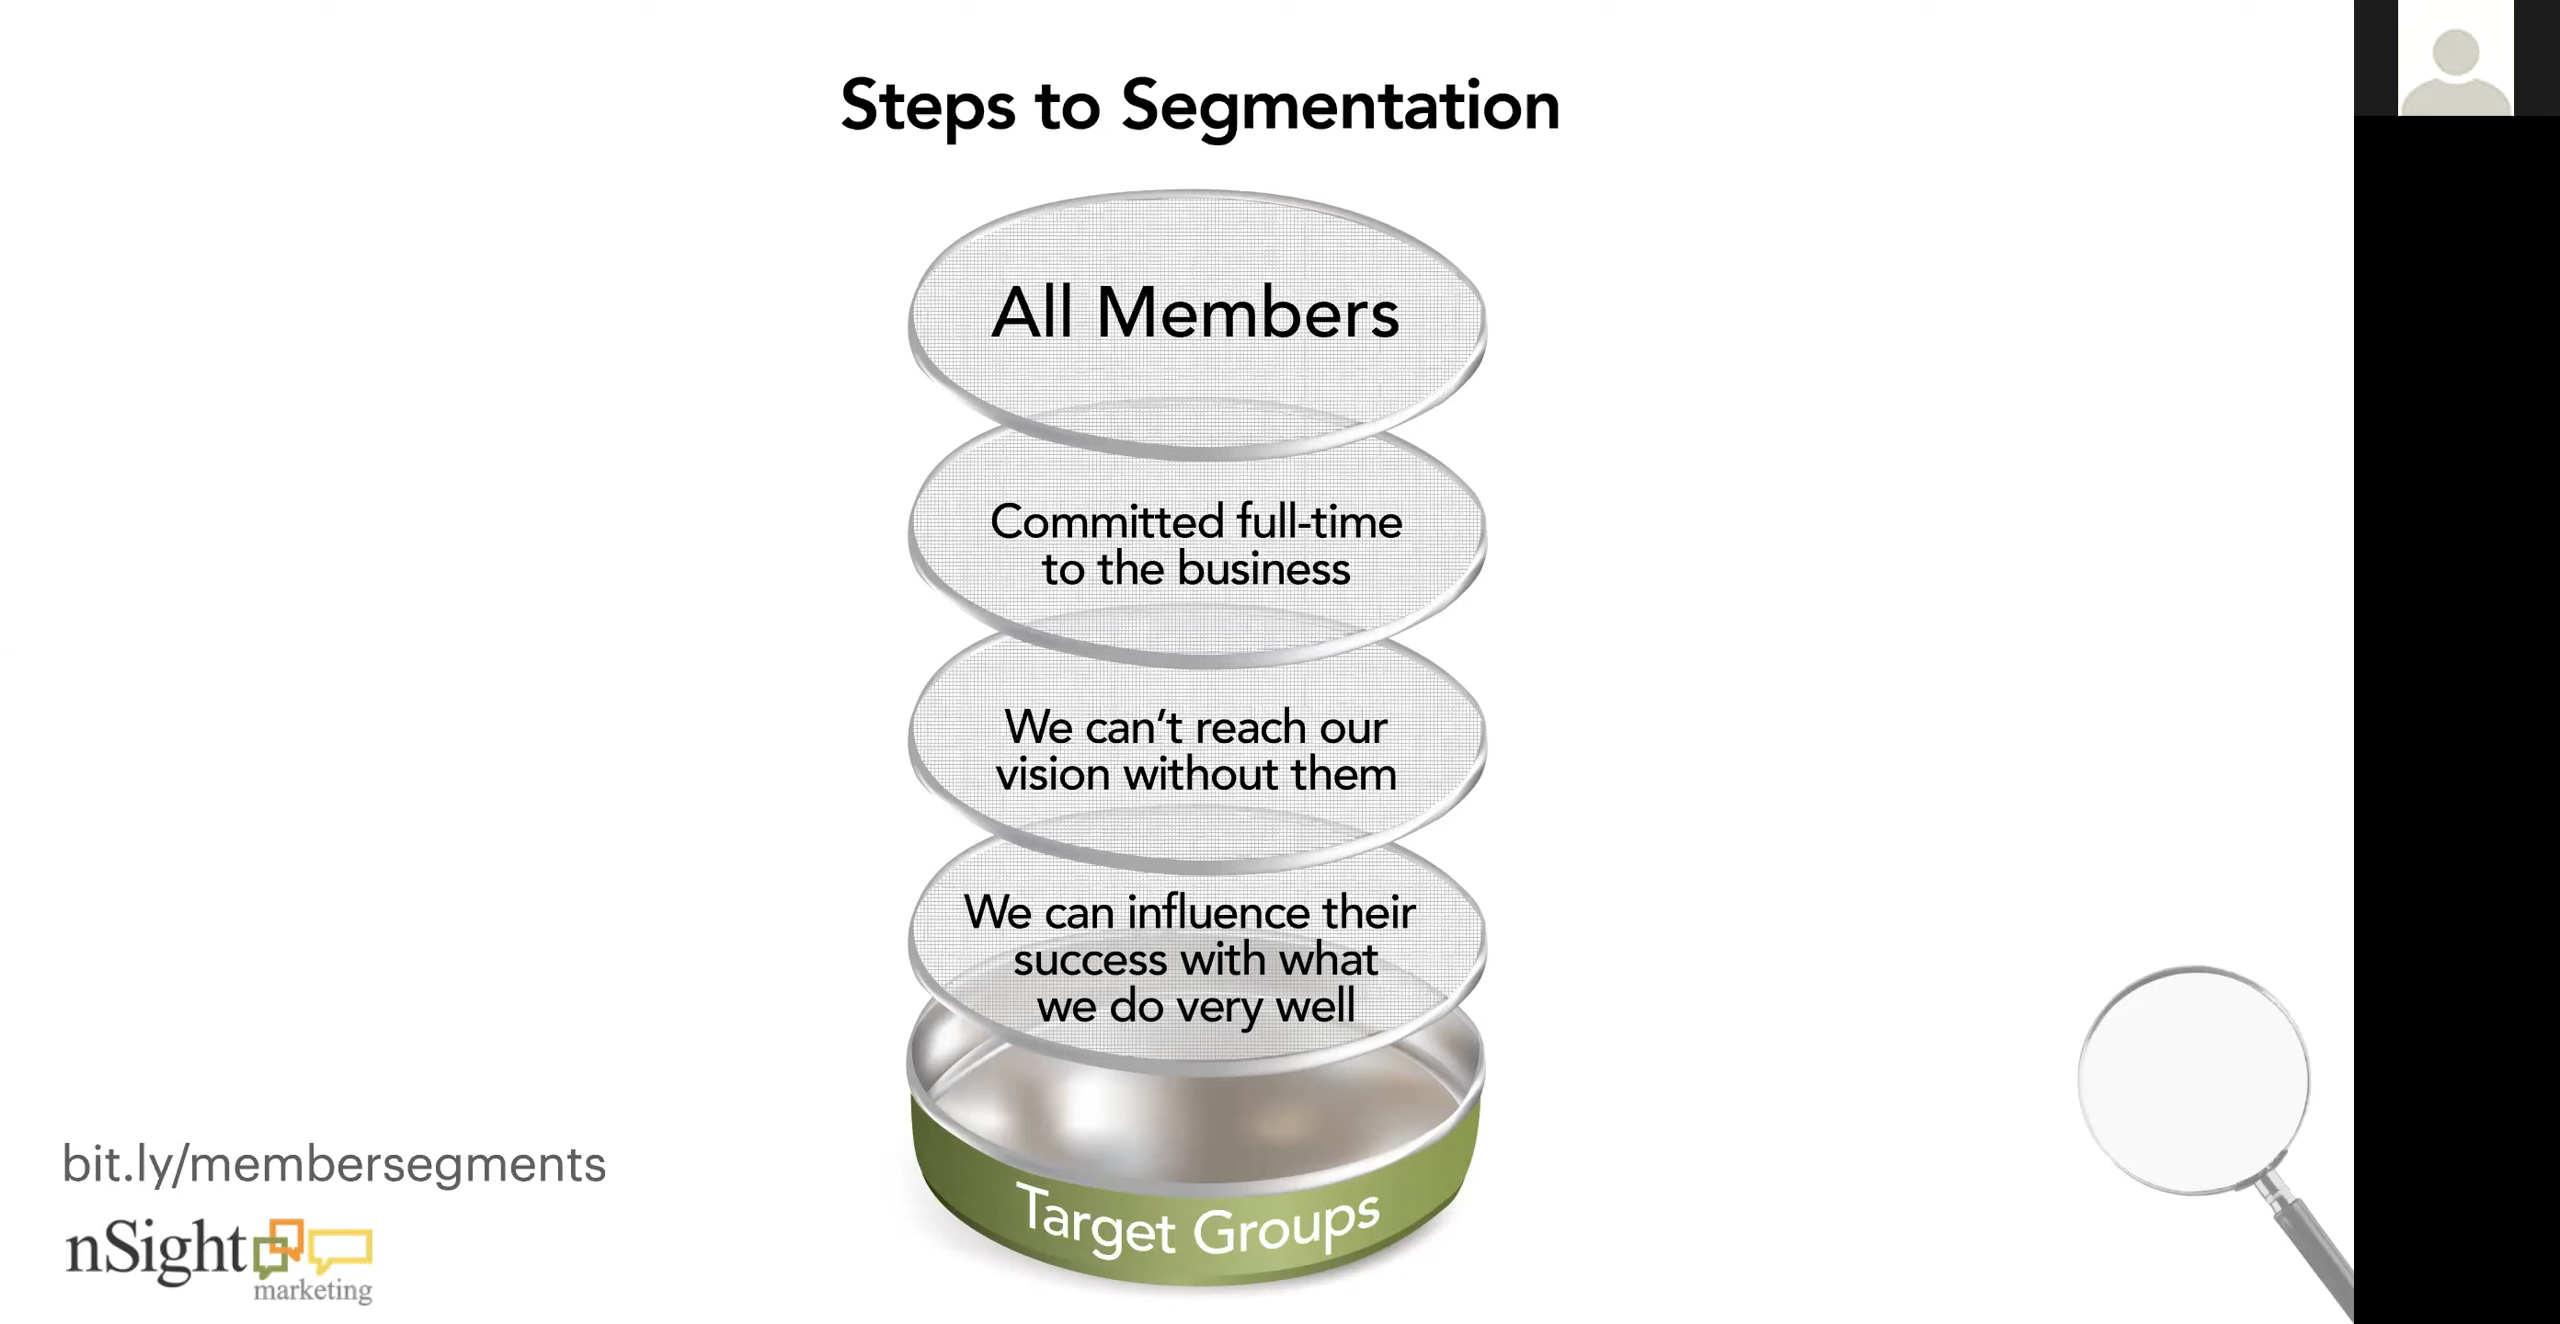 Steps to Segmentation
All Members
Committed full-time
to the business
We can’t reach our
vision without them
We can influence their
success with what
we do very well
Target Groups
bit.ly/membersegments
nSight
marketing